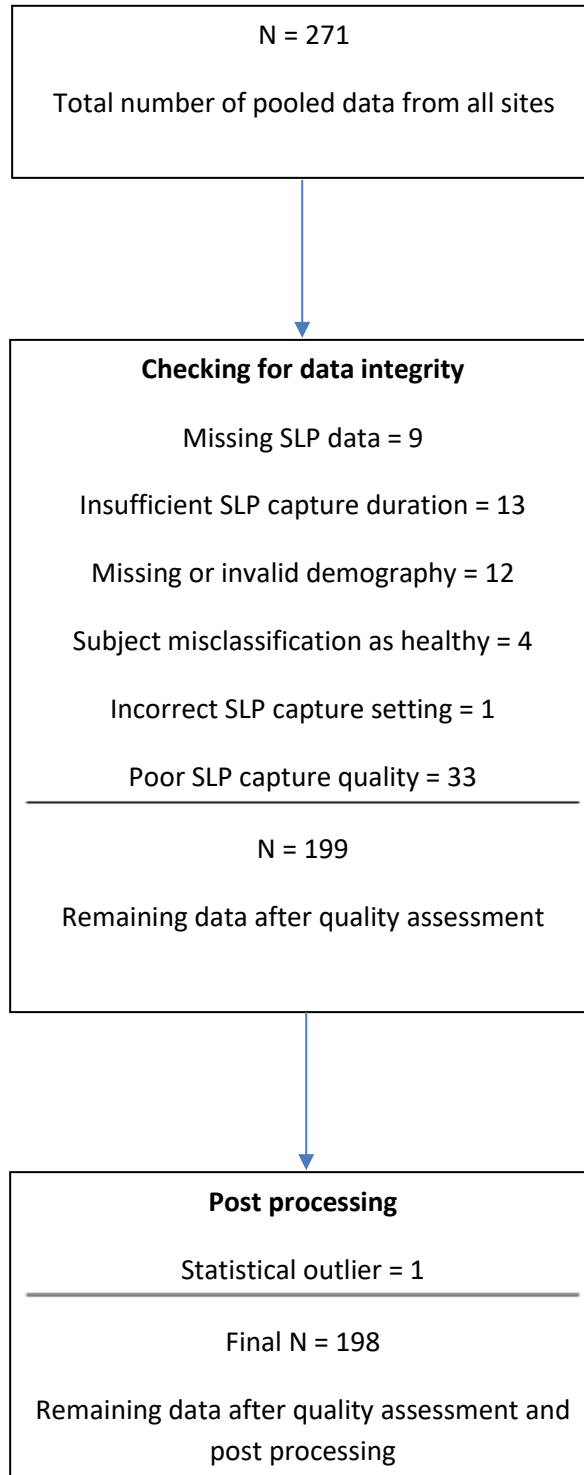 N = 271
Total number of pooled data from all sites
Checking for data integrity
Missing SLP data = 9
Insufficient SLP capture duration = 13
Missing or invalid demography = 12
Subject misclassification as healthy = 4
Incorrect SLP capture setting = 1
Poor SLP capture quality = 33
N = 199
Remaining data after quality assessment
Post processing
Statistical outlier = 1
Final N = 198
Remaining data after quality assessment and
post processing